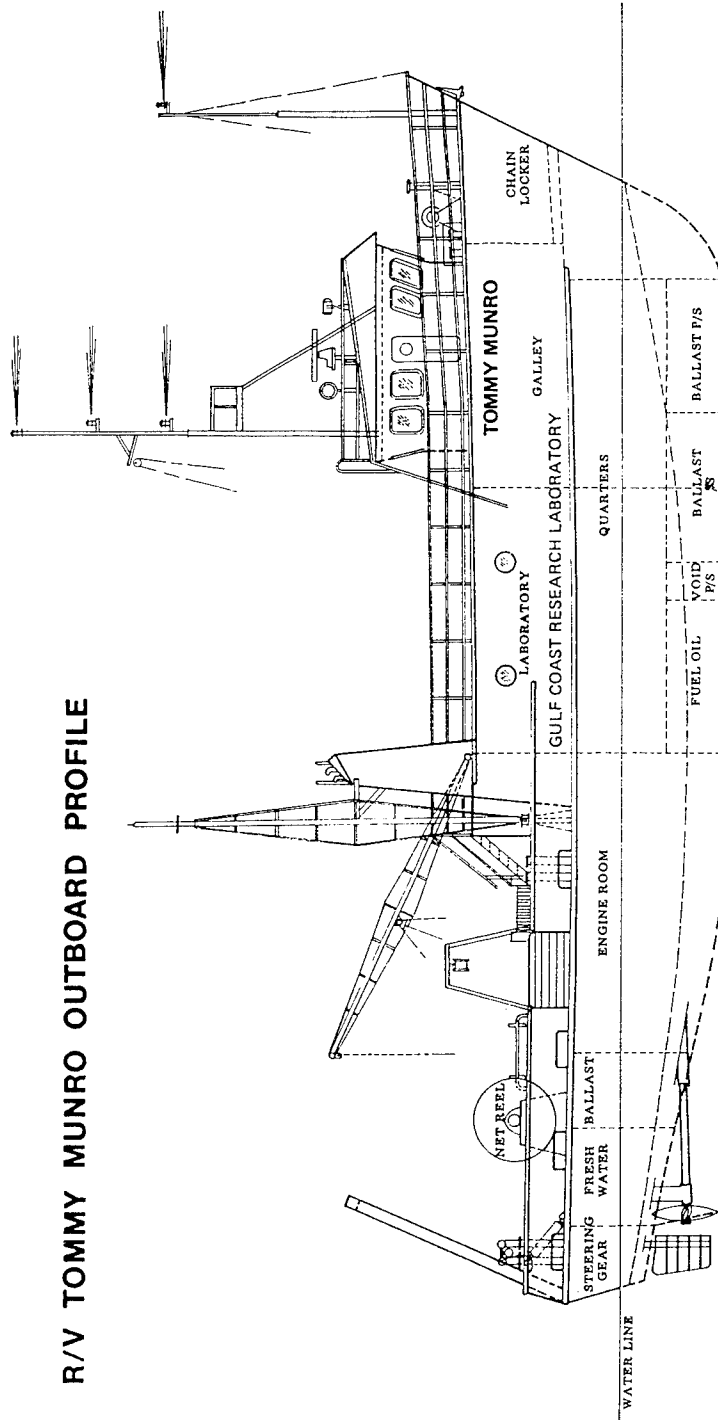 R/V TOMMY MUNRO OUTBOARD PROFILE
TOMMY MUNRO
CHAIN
LOCKER
GALLEY
LABORATORY
GULF COAST RESEARCH LABORATORY
NET REEL
QUARTERS
ENGINE ROOM
STEERING
GEAR
FRESH
WATER
BALLAST
WATER LINE
FUEL OIL
VOID
P/S
BALLAST
BALLAST P/S